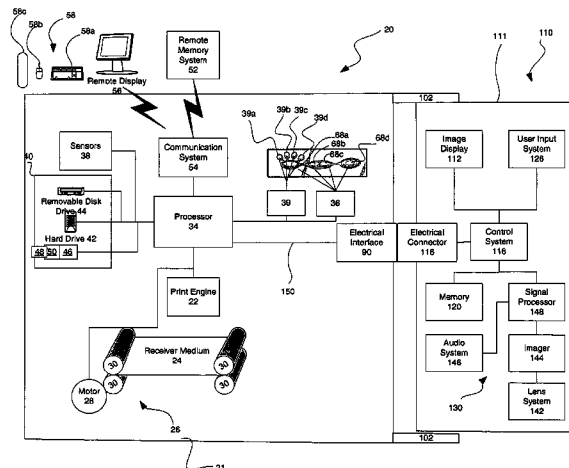 58c
58b
58
58a
Remote Display
56
Remote
Memory
System
52
20
111
110
102
Sensors
38
Communication
System
54
39a
39b
39c
39d
68a
68b
68c
68d
Image
Display
112
User Input
System
126
40
Removable Disk
Drive 44
Hard Drive 42
48
50
46
Processor
34
39
36
Electrical
Interface
90
Electrical
Connector
116
Control
System
118
150
Print Engine
22
Memory
120
Signal
Processor
148
Receiver Medium
24
30
30
30
30
Motor
28
26
Audio
System
146
Imager
144
130
Lens
System
142
102
21